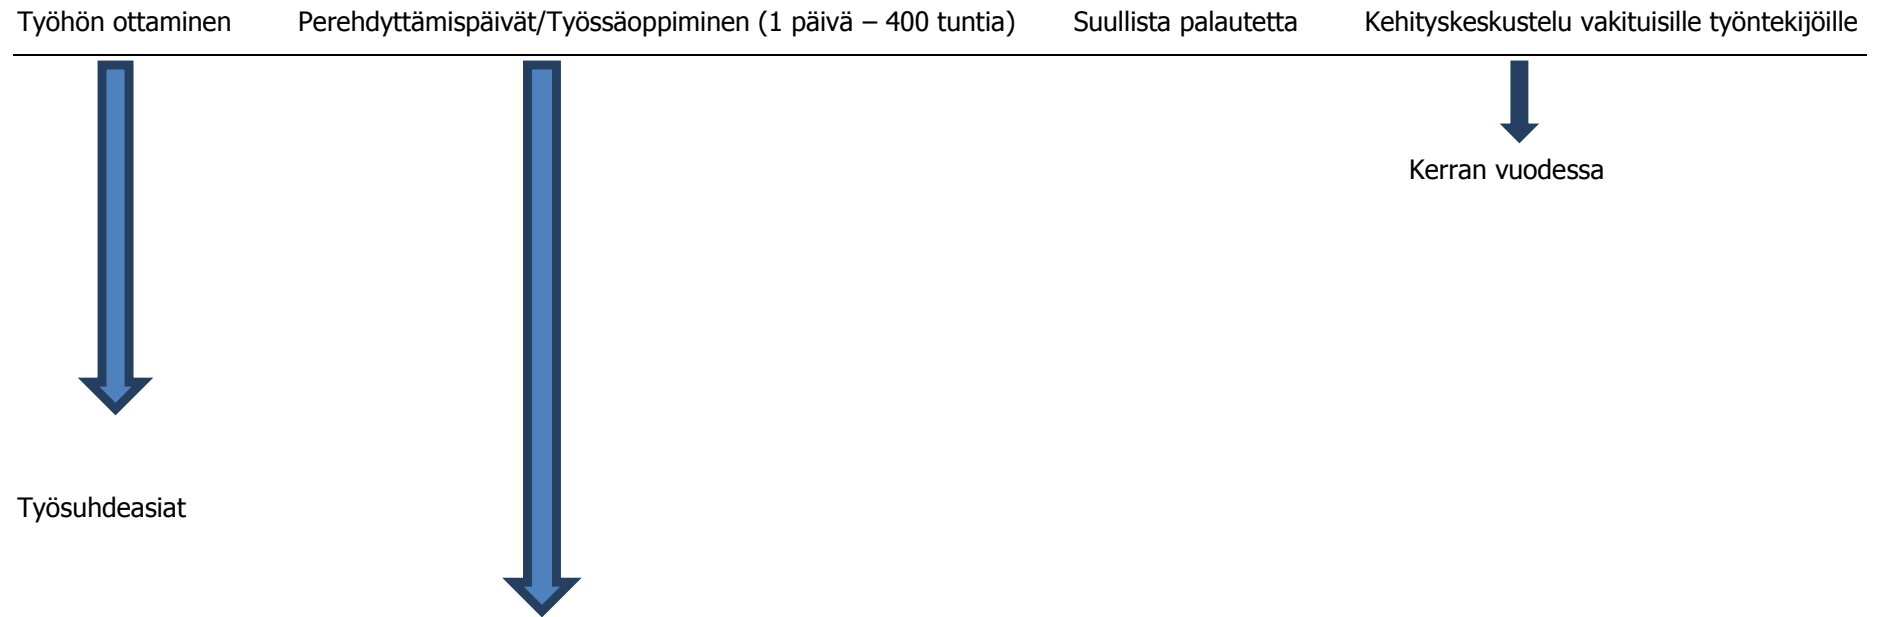 Työhön ottaminen Perehdyttämispäivät/Työssäoppiminen (1 päivä – 400 tuntia) Suullista palautetta Kehityskeskustelu vakituisille työntekijöille
Kerran vuodessa
Työsuhdeasiat